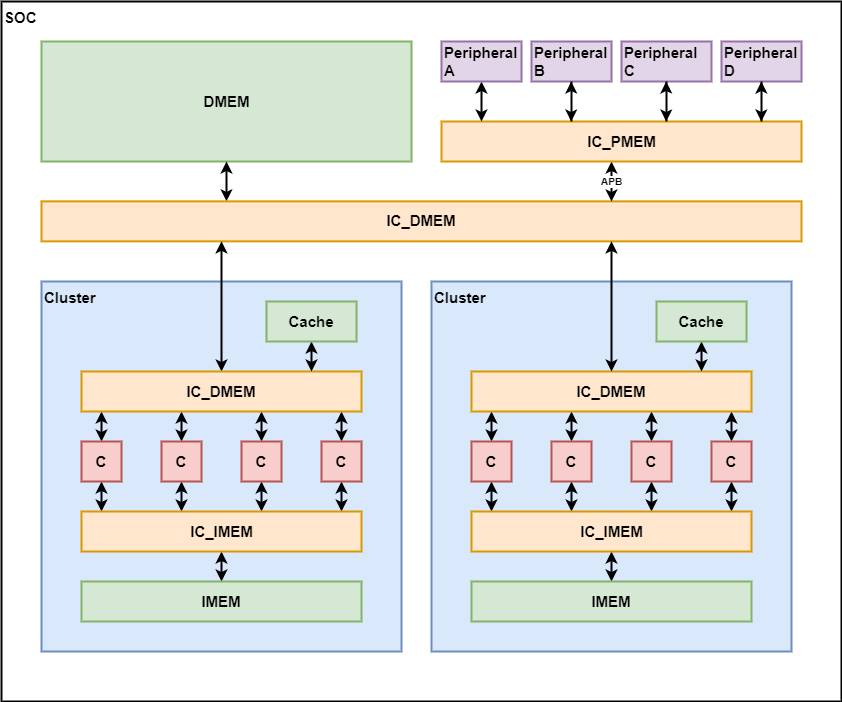 SOC
DMEM
Peripheral
A
Peripheral
B
Peripheral
C
Peripheral
D
IC_PMEM
APB
IC_DMEM
Cluster
Cache
IC_DMEM
C
C
C
C
IC_IMEM
IMEM
Cluster
Cache
IC_DMEM
C
C
C
C
IC_IMEM
IMEM